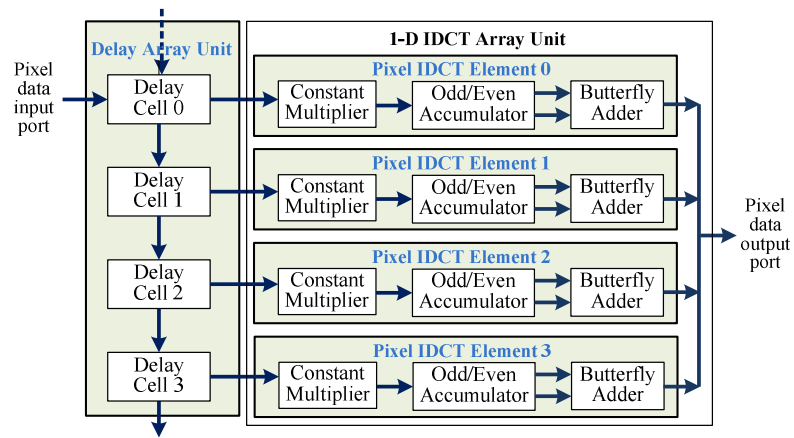 Delay Array Unit
1-D IDCT Array Unit
Pixel
data
input
port
Delay
Cell 0
Pixel IDCT Element 0
Constant
Multiplier
Odd/Even
Accumulator
Butterfly
Adder
Delay
Cell 1
Pixel IDCT Element 1
Constant
Multiplier
Odd/Even
Accumulator
Butterfly
Adder
Delay
Cell 2
Pixel IDCT Element 2
Constant
Multiplier
Odd/Even
Accumulator
Butterfly
Adder
Delay
Cell 3
Pixel IDCT Element 3
Constant
Multiplier
Odd/Even
Accumulator
Butterfly
Adder
Pixel
data
output
port